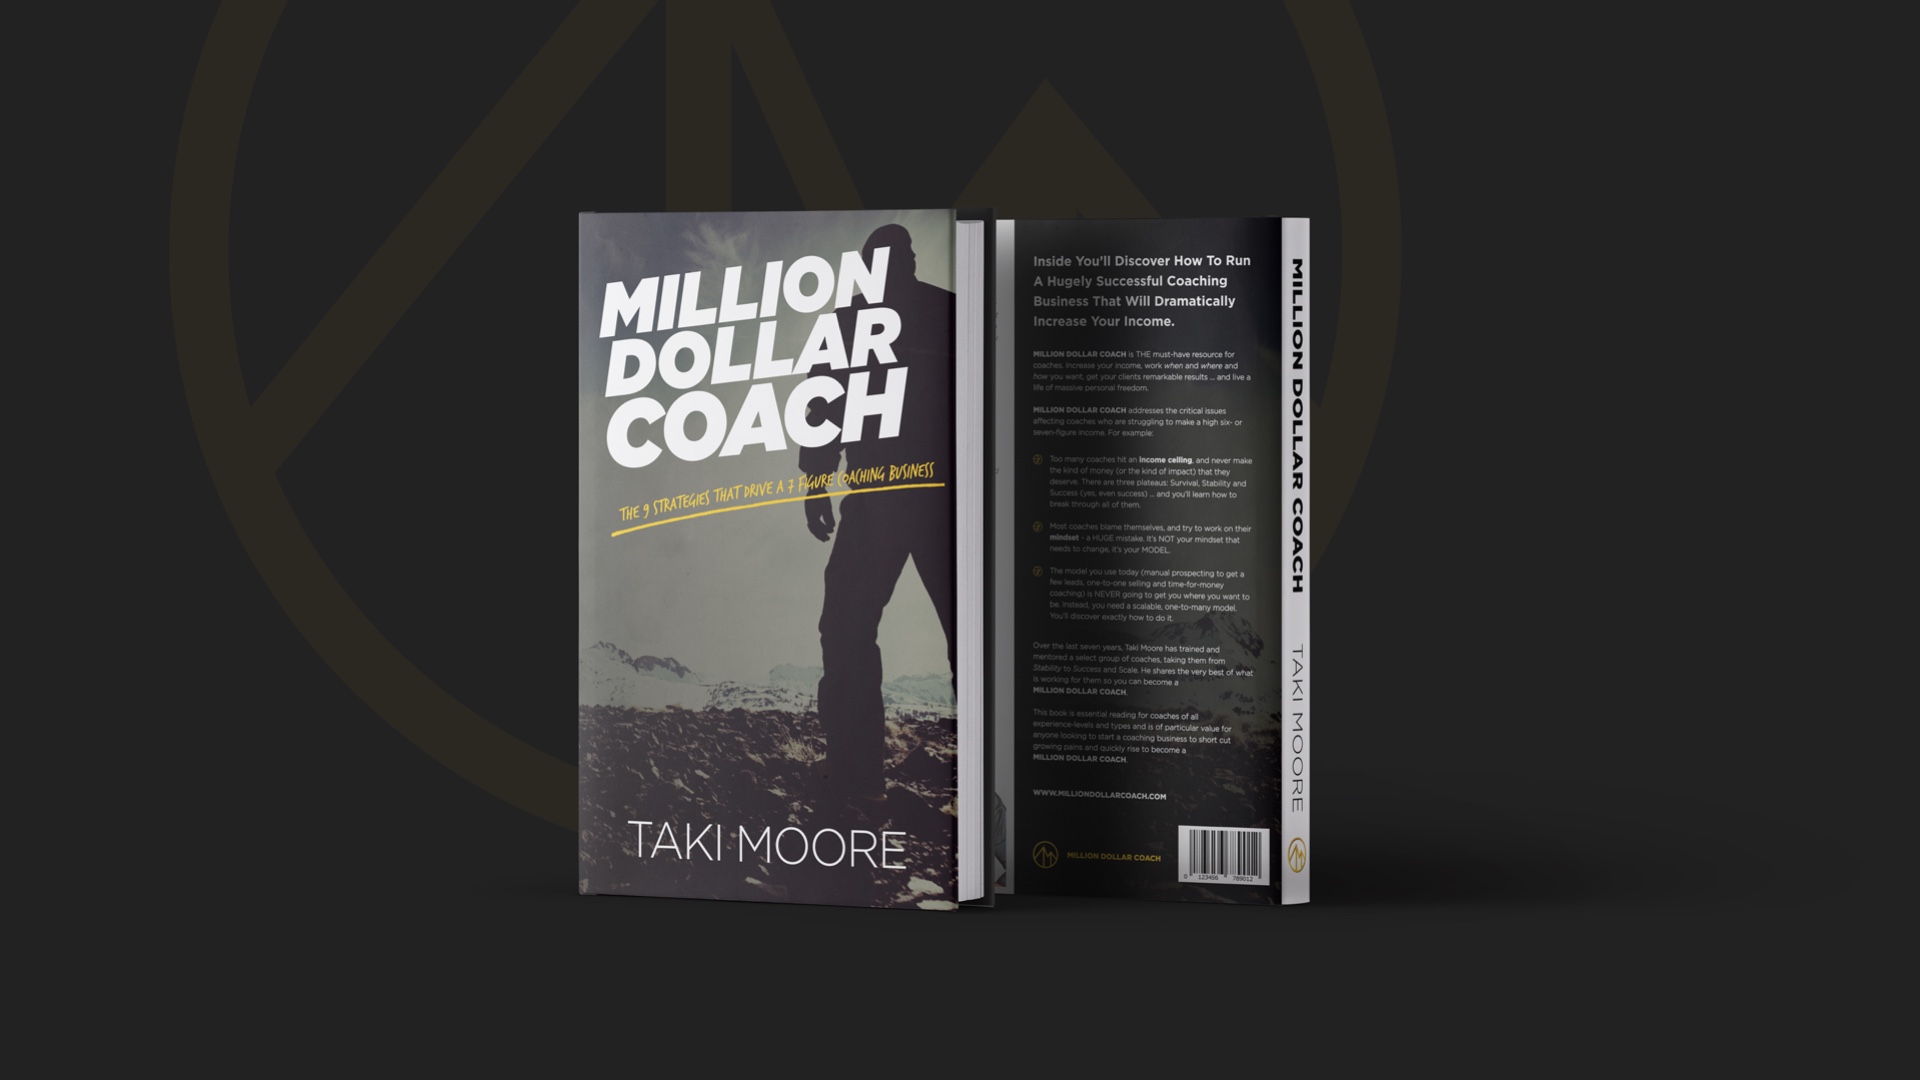 MILLION
DOLLAR
COACH
THE 9 STRATEGIES THAT DRIVE A 7 FIGURE COACHING BUSINESS
TAKI MOORE
Inside You'll Discover How To Run
A Hugely Successful Coaching
Business That Will Dramatically
Increase Your Income.
MILLION DOLLAR COACH is THE must-have resource for
coaches. Increase your income, work when and where and
how you want, get your clients remarkable results ... and live a
life of massive personal freedom.
MILLION DOLLAR COACH addresses the critical issues
affecting coaches who are struggling to make a high six- or
seven-figure income. For example:
Too many coaches hit an income ceiling, and never make
the kind of money (or the kind of impact) that they
deserve. There are three plateaus: Survival, Stability and
Success (yes, even success) ... and you'll learn how to
break through all of them.
Most coaches blame themselves, and try to work on their
mindset - a HUGE mistake. It's NOT your mindset that
needs to change, it's your MODEL.
The model you use today (manual prospecting to get a
few leads, one-to-one selling and time-for-money
coaching) is NEVER going to get you where you want to
be. Instead, you need a scalable, one-to-many model.
You'll discover exactly how to do it.
Over the last seven years, Taki Moore has trained and
mentored a select group of coaches, taking them from
Stability to Success and Scale. He shares the very best of what
is working for them so you can become a
MILLION DOLLAR COACH.
This book is essential reading for coaches of all
experience-levels and types and is of particular value for
anyone looking to start a coaching business to short cut
growing pains and quickly rise to become a
MILLION DOLLAR COACH.
WWW.MILLIONDOLLARCOACH.COM
MILLION DOLLAR COACH
0 123456 789012
MILLION DOLLAR COACH TAKI MOORE